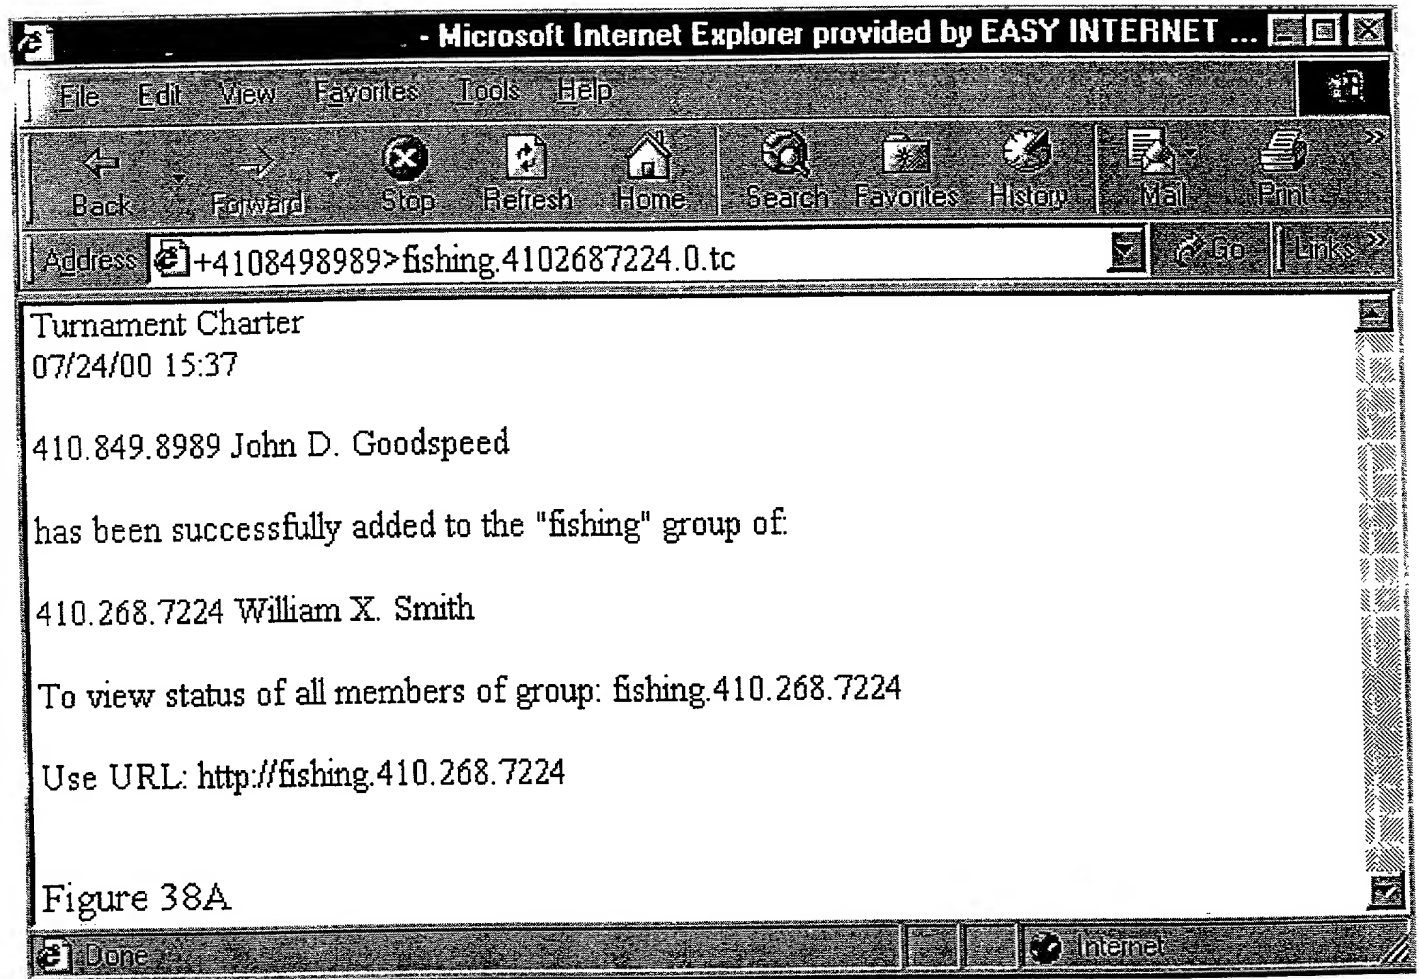 - Microsoft Internet Explorer provided by EASY INTERNET ...
File Edit View Favorites Tools Help
Back Forward Stop Refresh Home Search Favorites History Mail Print »
Address +4108498989>fishing.4102687224.0.tc Go Links »
Turnament Charter
07/24/00 15:37
410.849.8989 John D. Goodspeed
has been successfully added to the "fishing" group of:
410.268.7224 William X. Smith
To view status of all members of group: fishing.410.268.7224
Use URL: http://fishing.410.268.7224
Figure 38A
Done Internet